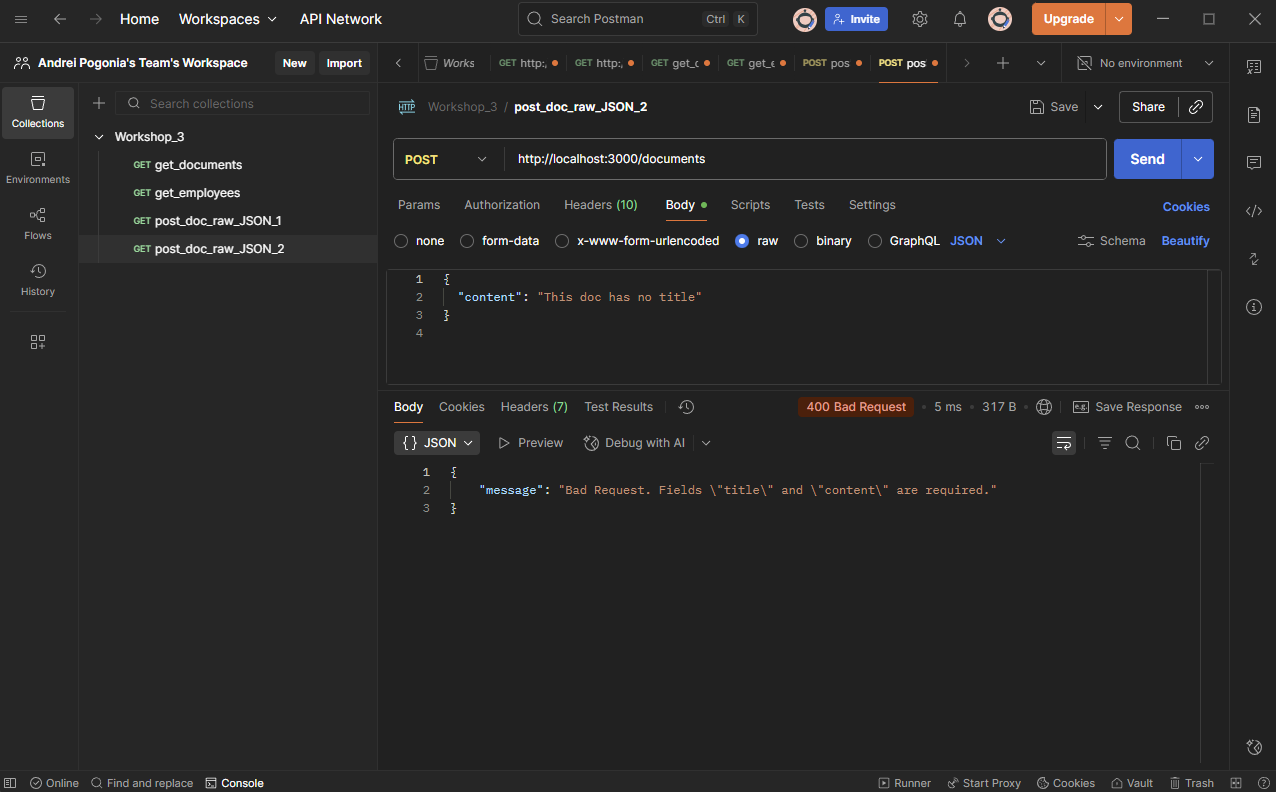 Home Workspaces API Network Search Postman Ctrl K Invite Upgrade
Andrei Pogonia's Team's Workspace New Import
Works GET http:, GET http:, GET get_c GET get_e POST pos POST pos No environment
Collections
Environments
Flows
History
Search collections
Workshop_3
GET get_documents
GET get_employees
GET post_doc_raw_JSON_1
GET post_doc_raw_JSON_2
HTTP Workshop_3 / post_doc_raw_JSON_2 Save Share
POST http://localhost:3000/documents Send
Params Authorization Headers (10) Body Scripts Tests Settings Cookies
none form-data x-www-form-urlencoded raw binary GraphQL JSON Schema Beautify
1 {
2 "content": "This doc has no title"
3 }
4
Body Cookies Headers (7) Test Results 400 Bad Request 5 ms 317 B e.g. Save Response
{} JSON Preview Debug with AI
1 {
2 "message": "Bad Request. Fields \"title\" and \"content\" are required."
3 }
Online Find and replace Console Runner Start Proxy Cookies Vault Trash